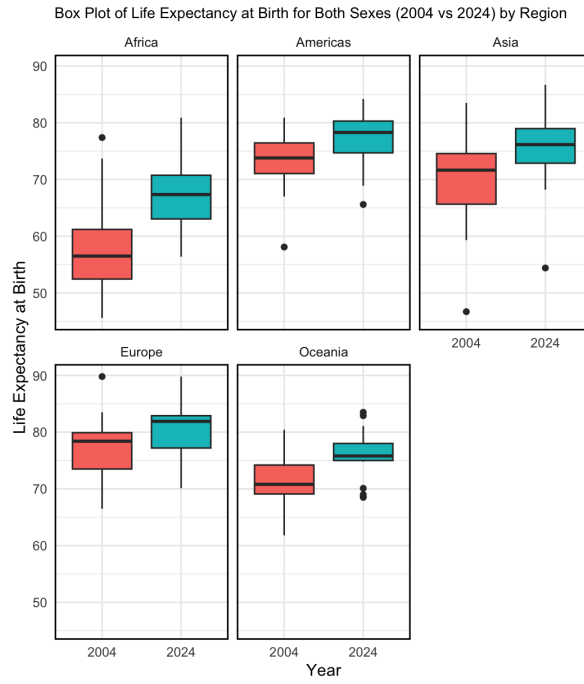 Box Plot of Life Expectancy at Birth for Both Sexes (2004 vs 2024) by Region
Africa
Americas
Asia
90
80
70
60
50
2004
2024
Europe
Oceania
90
80
70
60
50
2004
2024
2004
2024
Life Expectancy at Birth
Year